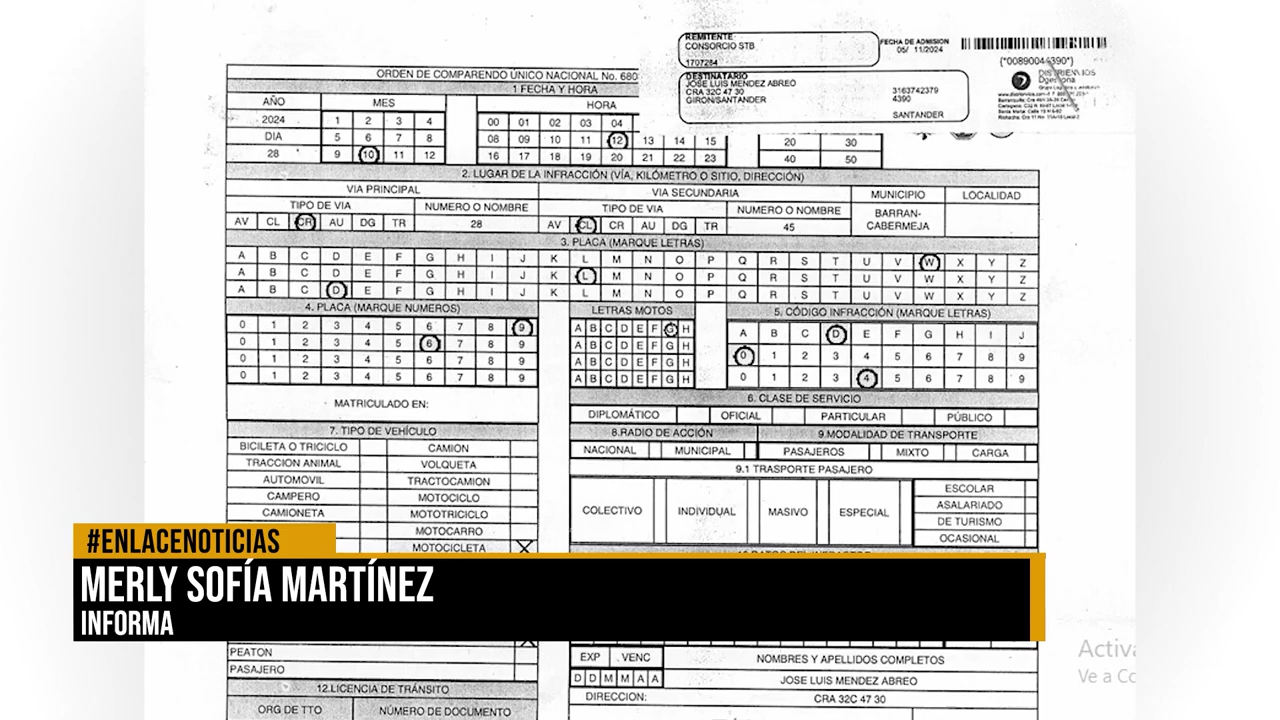 REMITENTE
CONSORCIO STB
1707284
FECHA DE ADMISION
05/ 11/2024
(*00890044390*)
DESTINATARIO
JOSE LUIS MENDEZ ABREO
CRA 32C 47 30
GIRON/SANTANDER
3163742379
4390
SANTANDER
ORDEN DE COMPARENDO ÚNICO NACIONAL No. 680
1 FECHA Y HORA
AÑO MES HORA
2024 1 2 3 4 00 01 02 03 04
DIA 5 6 7 8 08 09 10 11 12 13 14 15 20 30
28 9 10 11 12 16 17 18 19 20 21 22 23 40 50
2. LUGAR DE LA INFRACCIÓN (VÍA, KILÓMETRO O SITIO, DIRECCIÓN)
VIA PRINCIPAL VIA SECUNDARIA MUNICIPIO LOCALIDAD
TIPO DE VIA NUMERO O NOMBRE TIPO DE VIA NUMERO O NOMBRE BARRAN-
AV CL CR AU DG TR 28 AV CL CR AU DG TR 45 CABERMEJA
3. PLACA (MARQUE LETRAS)
A B C D E F G H I J K L M N O P Q R S T U V W X Y Z
A B C D E F G H I J K L M N O P Q R S T U V W X Y Z
A B C D E F G H I J K L M N O P Q R S T U V W X Y Z
4. PLACA (MARQUE NUMEROS) LETRAS MOTOS 5. CÓDIGO INFRACCIÓN (MARQUE LETRAS)
0 1 2 3 4 5 6 7 8 9 A B C D E F G H A B C D E F G H I J
0 1 2 3 4 5 6 7 8 9 A B C D E F G H 0 1 2 3 4 5 6 7 8 9
0 1 2 3 4 5 6 7 8 9 A B C D E F G H 0 1 2 3 4 5 6 7 8 9
0 1 2 3 4 5 6 7 8 9 A B C D E F G H
6. CLASE DE SERVICIO
MATRICULADO EN:
DIPLOMÁTICO OFICIAL PARTICULAR PÚBLICO
7. TIPO DE VEHÍCULO 8.RADIO DE ACCIÓN 9.MODALIDAD DE TRANSPORTE
BICILETA O TRICICLO CAMION NACIONAL MUNICIPAL PASAJEROS MIXTO CARGA
TRACCION ANIMAL VOLQUETA 9.1 TRASPORTE PASAJERO
AUTOMOVIL TRACTOCAMION
CAMPERO MOTOCICLO
CAMIONETA MOTOTRICICLO
MOTOCARRO
MOTOCICLETA X
COLECTIVO INDIVIDUAL MASIVO ESPECIAL
ESCOLAR
ASALARIADO
DE TURISMO
OCASIONAL
#ENLACENOTICIAS
MERLY SOFÍA MARTÍNEZ
INFORMA
PEATON
PASAJERO
EXP VENC NOMBRES Y APELLIDOS COMPLETOS
D D M M A A JOSE LUIS MENDEZ ABREO
12.LICENCIA DE TRÁNSITO DIRECCION: CRA 32C 47 30
ORG DE TTO NÚMERO DE DOCUMENTO
Activa
Ve a Co